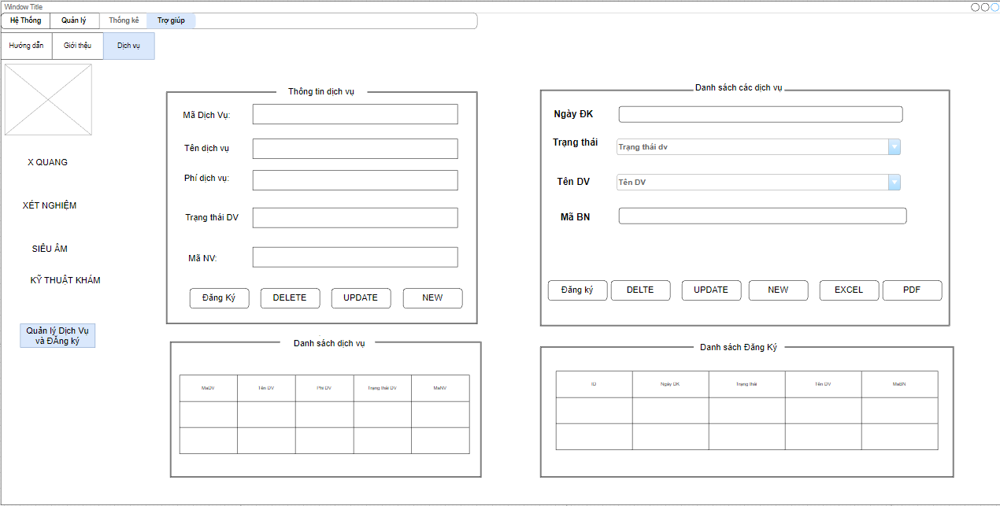 Window Title
Hệ Thống
Quản lý
Thống kê
Trợ giúp
Hướng dẫn
Giới thệu
Dịch vụ
X QUANG
XÉT NGHIỆM
SIÊU ÂM
KỸ THUẬT KHÁM
Quản lý Dịch Vụ
và ĐĂng ký
Thông tin dịch vụ
Mã Dịch Vụ:
Tên dịch vụ
Phí dịch vụ:
Trạng thái DV
Mã NV:
Đăng Ký
DELETE
UPDATE
NEW
Danh sách dịch vụ
MaDV
Tên DV
Phí DV
Trạng thái DV
MaNV
Danh sách các dịch vụ
Ngày ĐK
Trạng thái
Trạng thái dv
Tên DV
Tên DV
Mã BN
Đăng ký
DELTE
UPDATE
NEW
EXCEL
PDF
Danh sách Đăng Ký
ID
Ngày ĐK
Trạng thái
Tên DV
MaBN